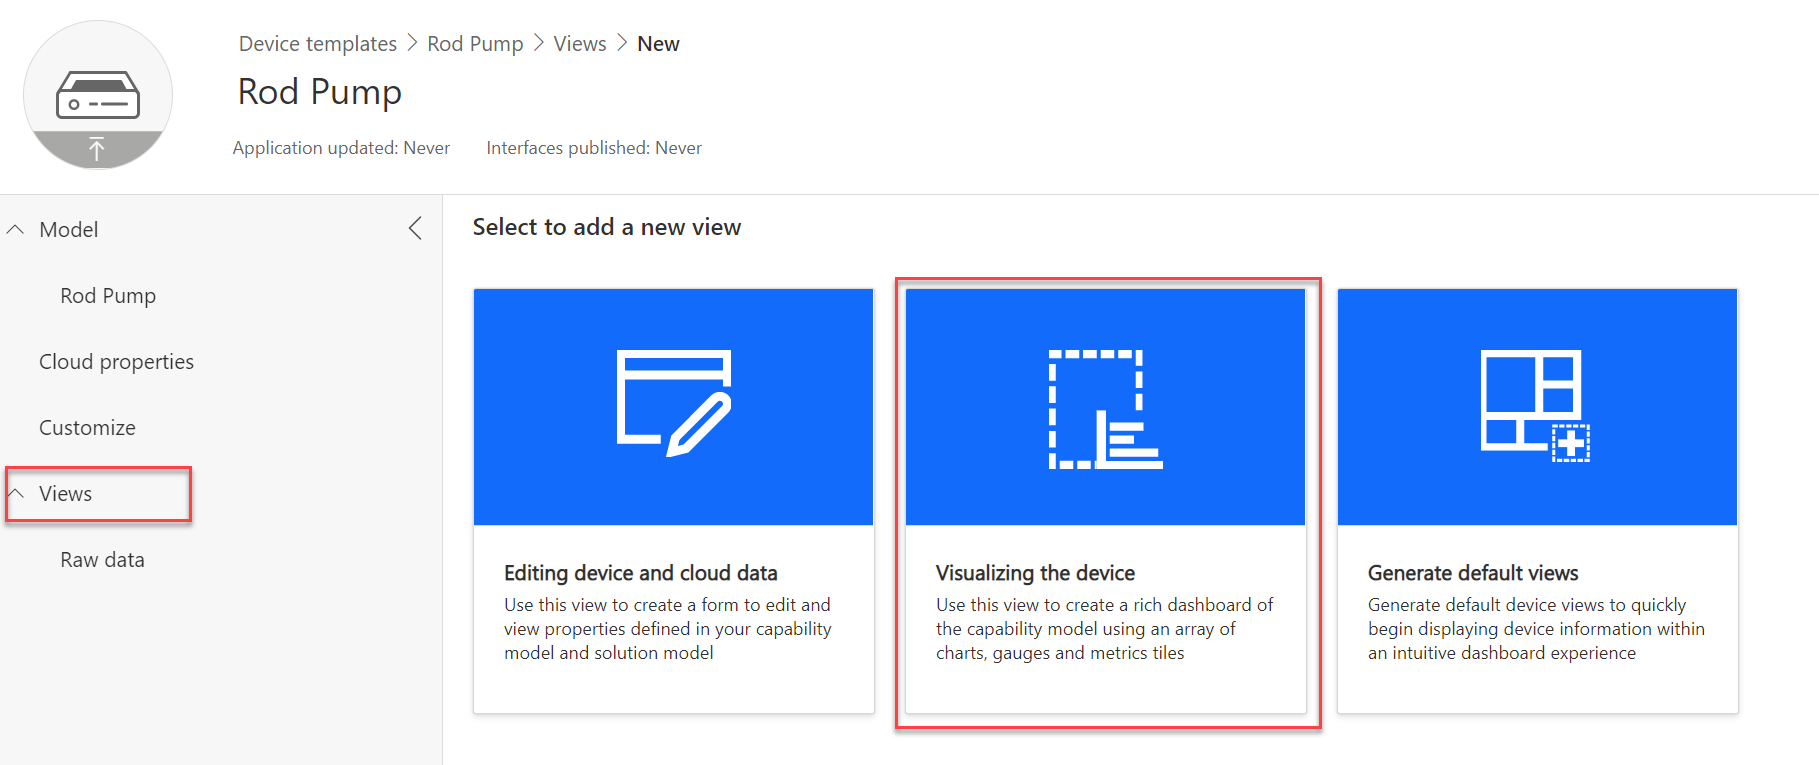 Device templates > Rod Pump > Views > New
Rod Pump
Application updated: Never Interfaces published: Never
Model
Rod Pump
Cloud properties
Customize
Views
Raw data
Select to add a new view
Editing device and cloud data
Use this view to create a form to edit and
view properties defined in your capability
model and solution model
Visualizing the device
Use this view to create a rich dashboard of
the capability model using an array of
charts, gauges and metrics tiles
Generate default views
Generate default device views to quickly
begin displaying device information within
an intuitive dashboard experience